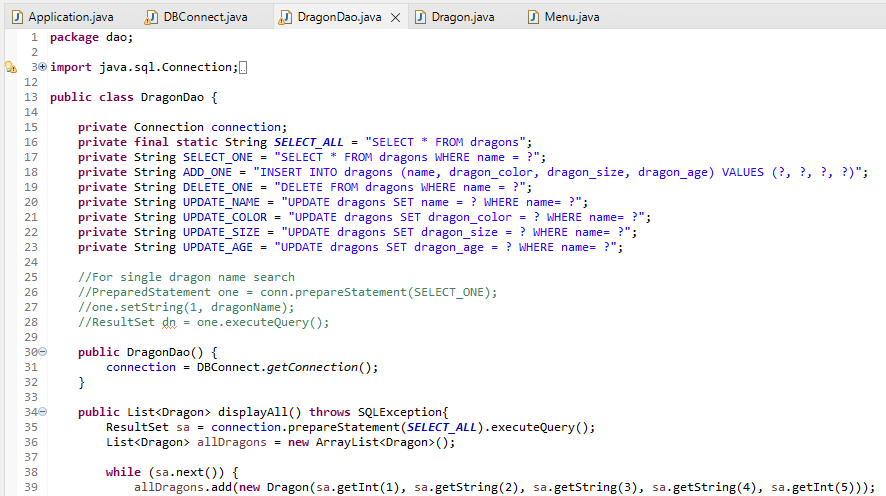 Application.java DBConnect.java DragonDao.java Dragon.java Menu.java
1 package dao;
2
3 import java.sql.Connection;
12
13 public class DragonDao {
14
15 private Connection connection;
16 private final static String SELECT_ALL = "SELECT * FROM dragons";
17 private String SELECT_ONE = "SELECT * FROM dragons WHERE name = ?";
18 private String ADD_ONE = "INSERT INTO dragons (name, dragon_color, dragon_size, dragon_age) VALUES (?, ?, ?, ?)";
19 private String DELETE_ONE = "DELETE FROM dragons WHERE name = ?";
20 private String UPDATE_NAME = "UPDATE dragons SET name = ? WHERE name= ?";
21 private String UPDATE_COLOR = "UPDATE dragons SET dragon_color = ? WHERE name= ?";
22 private String UPDATE_SIZE = "UPDATE dragons SET dragon_size = ? WHERE name= ?";
23 private String UPDATE_AGE = "UPDATE dragons SET dragon_age = ? WHERE name= ?";
24
25 //For single dragon name search
26 //PreparedStatement one = conn.prepareStatement(SELECT_ONE);
27 //one.setString(1, dragonName);
28 //ResultSet dn = one.executeQuery();
29
30 public DragonDao() {
31 connection = DBConnect.getConnection();
32 }
33
34 public List<Dragon> displayAll() throws SQLException{
35 ResultSet sa = connection.prepareStatement(SELECT_ALL).executeQuery();
36 List<Dragon> allDragons = new ArrayList<Dragon>();
37
38 while (sa.next()) {
39 allDragons.add(new Dragon(sa.getInt(1), sa.getString(2), sa.getString(3), sa.getString(4), sa.getInt(5)));